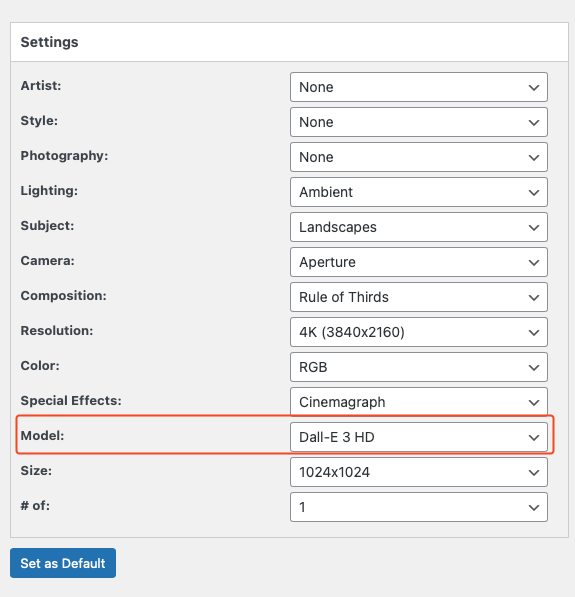 Settings
Artist: None
Style: None
Photography: None
Lighting: Ambient
Subject: Landscapes
Camera: Aperture
Composition: Rule of Thirds
Resolution: 4K (3840x2160)
Color: RGB
Special Effects: Cinemagraph
Model: Dall-E 3 HD
Size: 1024x1024
# of: 1
Set as Default